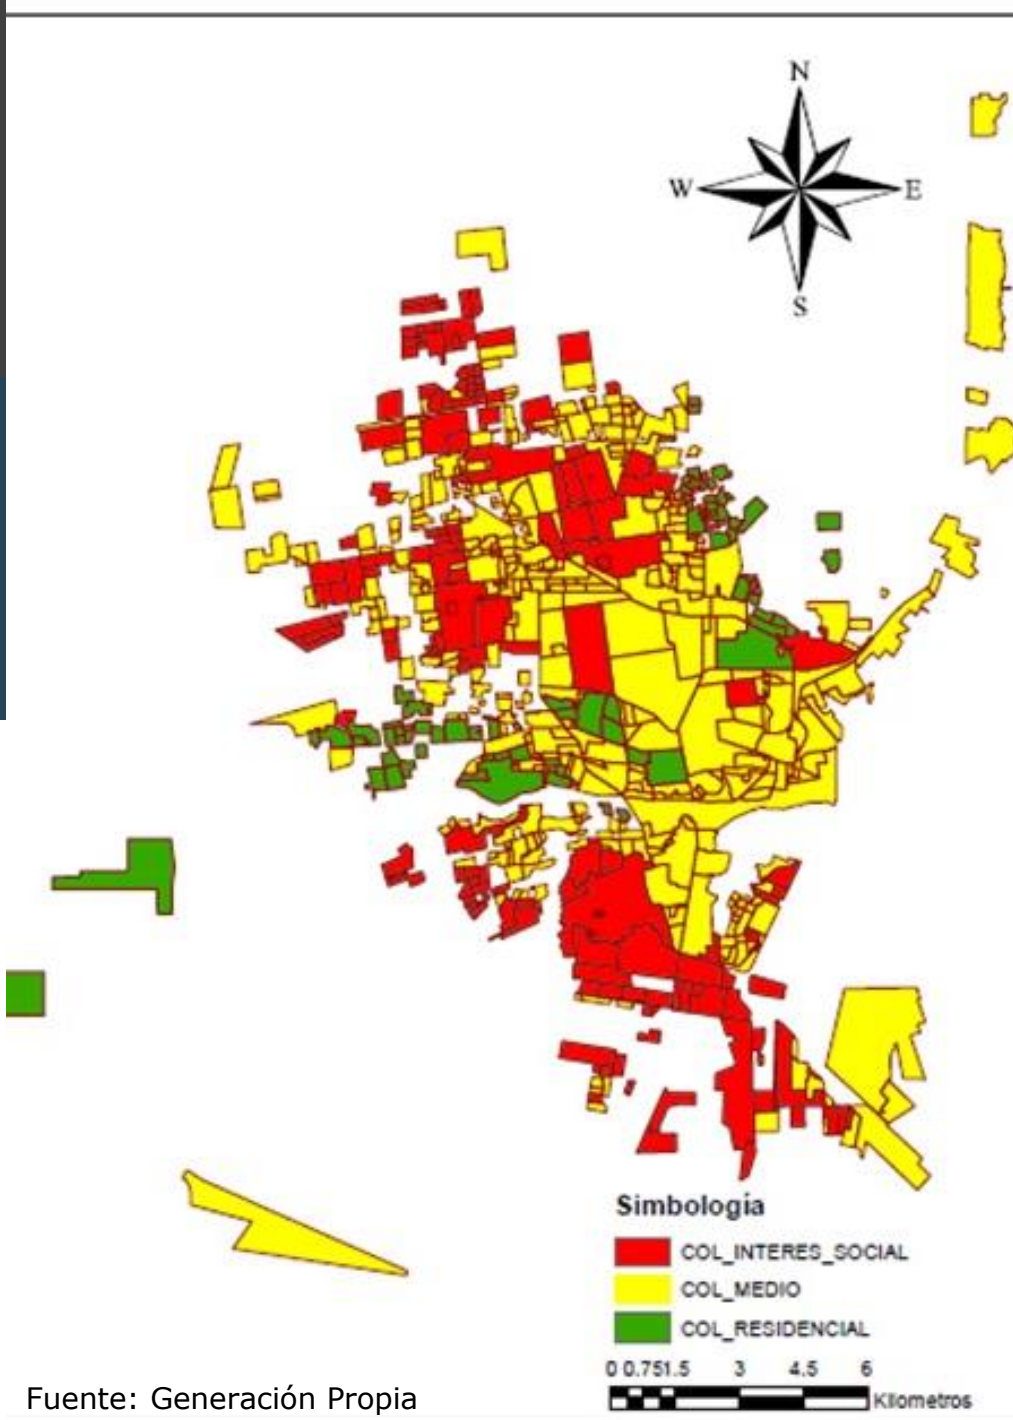 N
W E
S
Simbología
COL_INTERES_SOCIAL
COL_MEDIO
COL_RESIDENCIAL
0 0.751.5 3 4.5 6
Kilometros
Fuente: Generación Propia